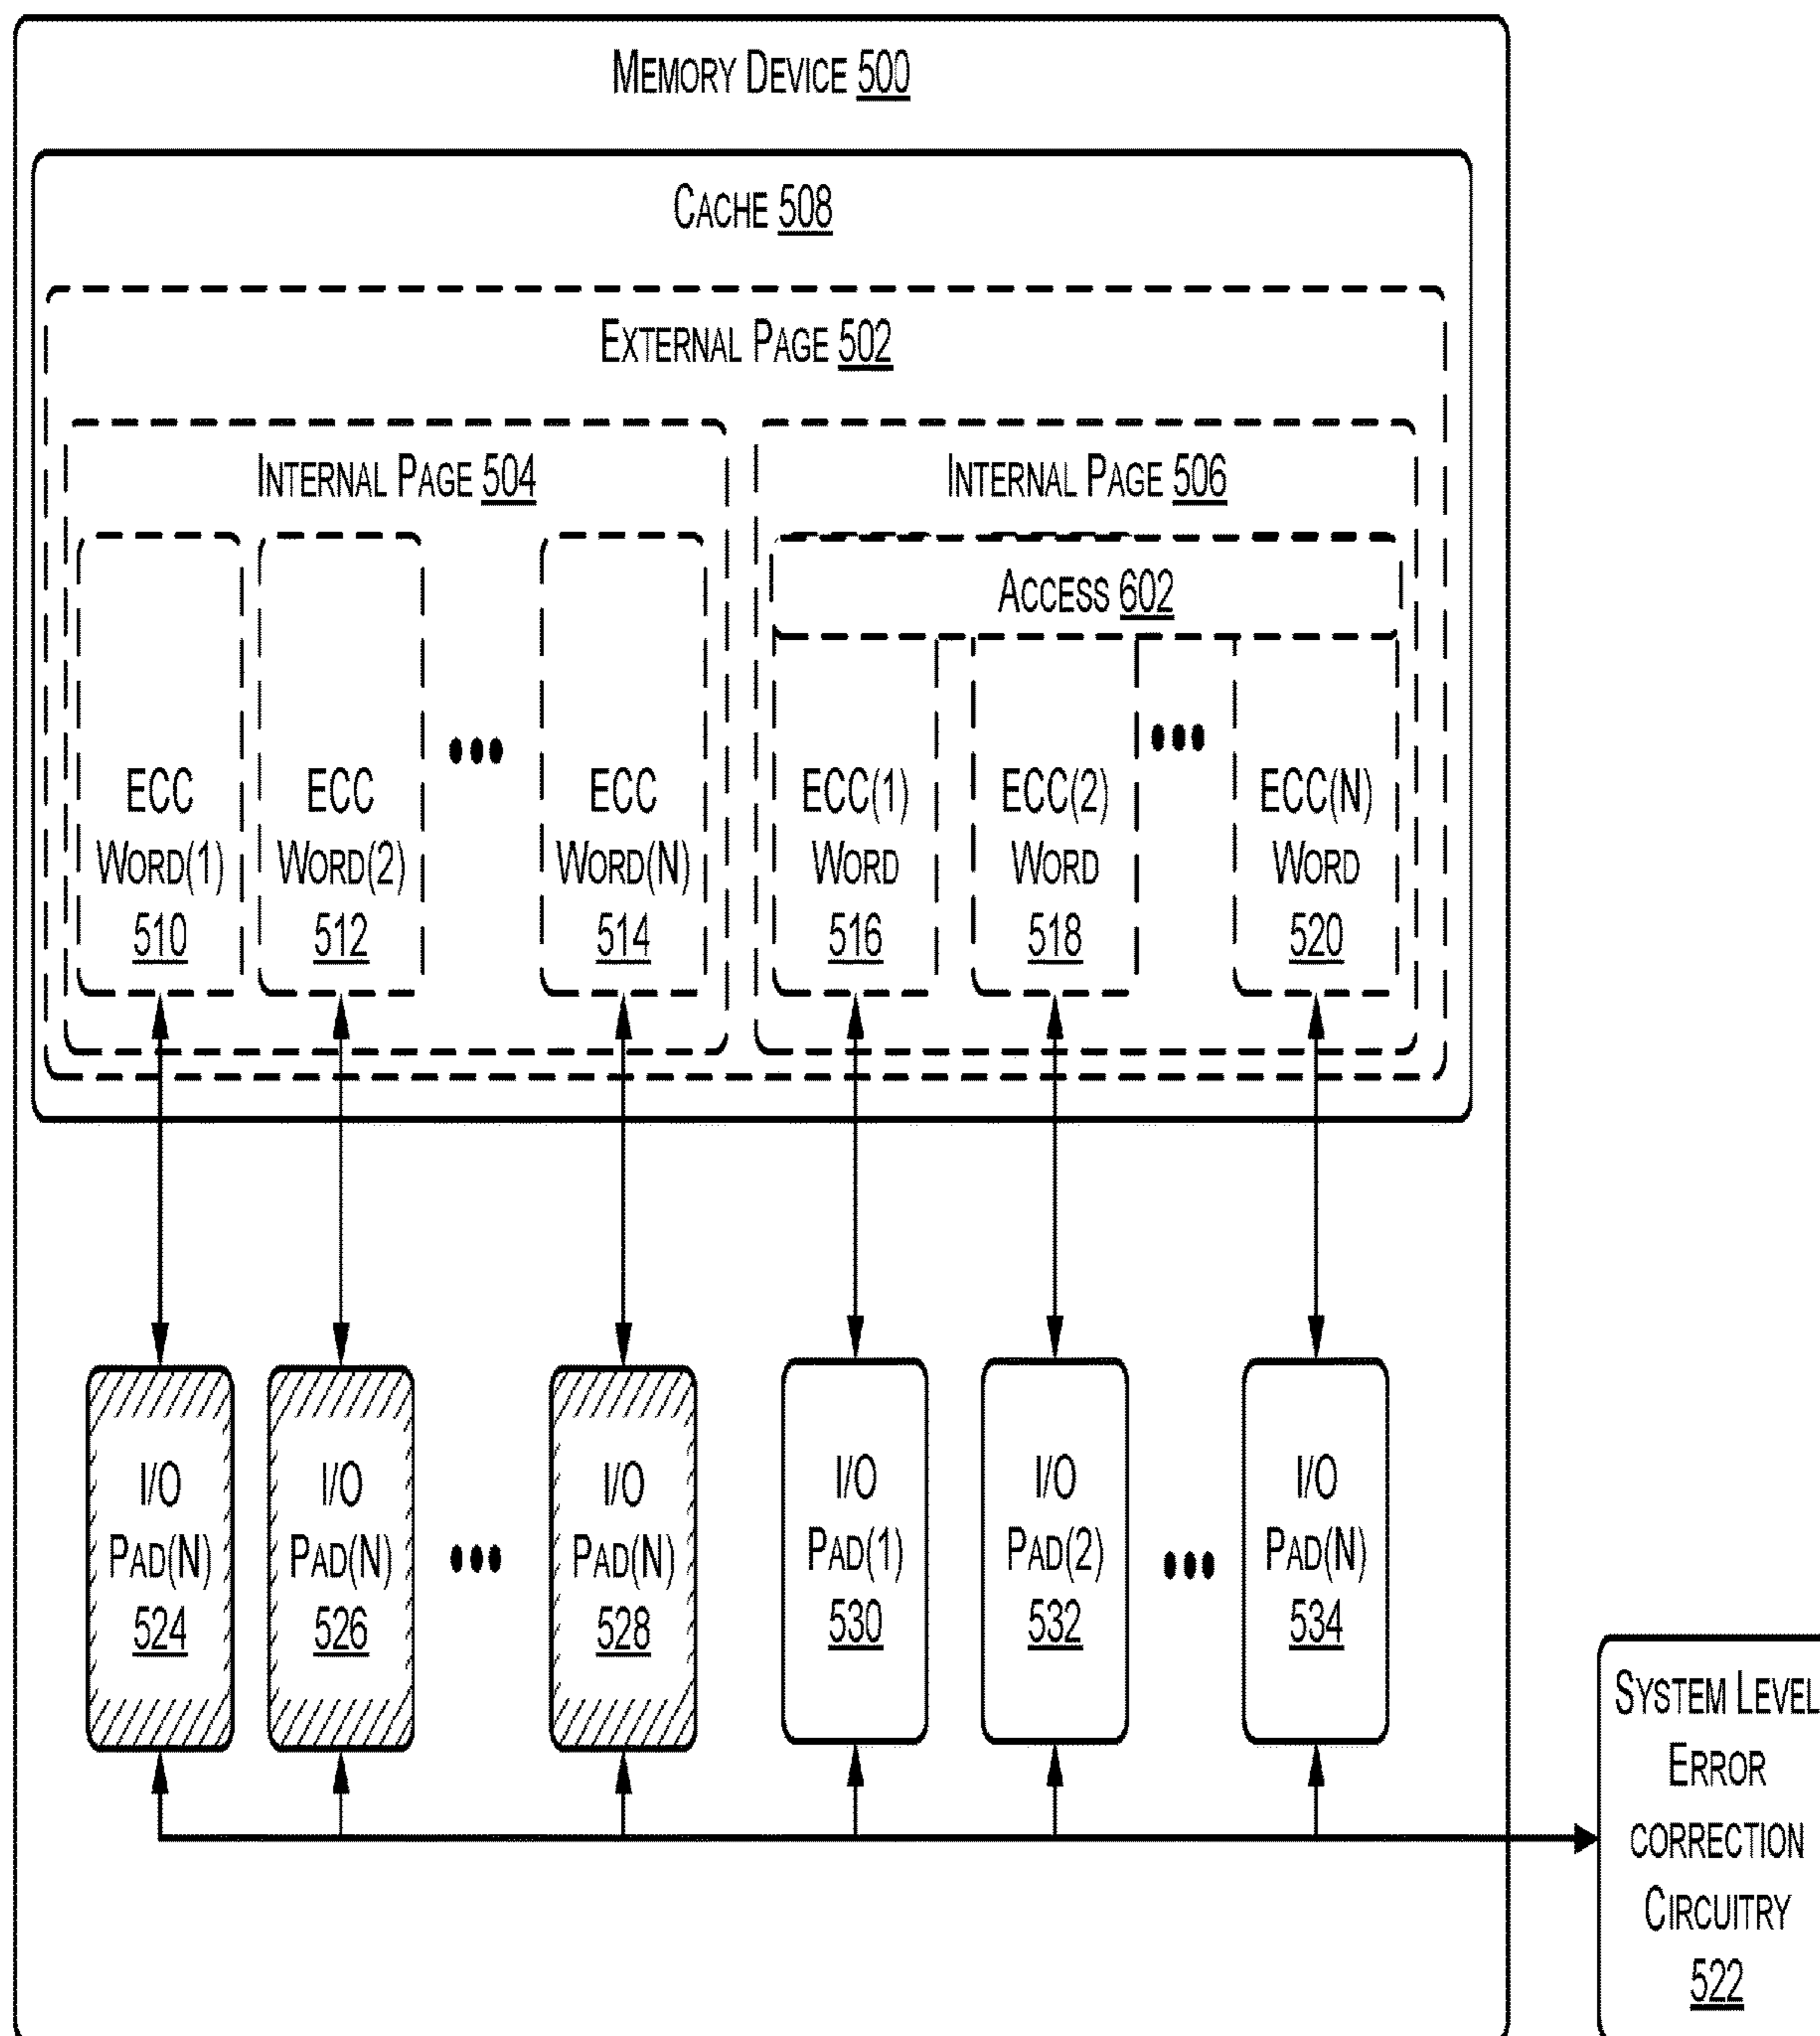 MEMORY DEVICE 500
CACHE 508
EXTERNAL PAGE 502
INTERNAL PAGE 504
INTERNAL PAGE 506
ACCESS 602
ECC
WORD(1)
510
ECC
WORD(2)
512
ECC
WORD(N)
514
ECC(1)
WORD
516
ECC(2)
WORD
518
ECC(N)
WORD
520
I/O
PAD(N)
524
I/O
PAD(N)
526
I/O
PAD(N)
528
I/O
PAD(1)
530
I/O
PAD(2)
532
I/O
PAD(N)
534
SYSTEM LEVEL
ERROR
CORRECTION
CIRCUITRY
522